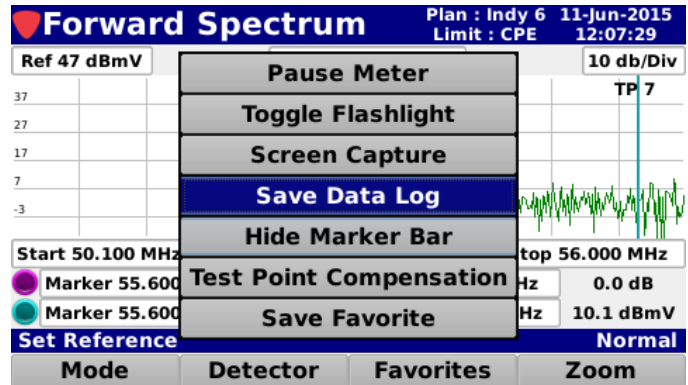 Forward Spectrum
Plan : Indy 6 11-Jun-2015
Limit : CPE 12:07:29
Ref 47 dBmV
10 db/Div
TP 7
37
27
17
7
-3
Pause Meter
Toggle Flashlight
Screen Capture
Save Data Log
Hide Marker Bar
Test Point Compensation
Save Favorite
Start 50.100 MHz
top 56.000 MHz
Marker 55.600
Hz
0.0 dB
Marker 55.600
Hz
10.1 dBmV
Set Reference
Normal
Mode
Detector
Favorites
Zoom